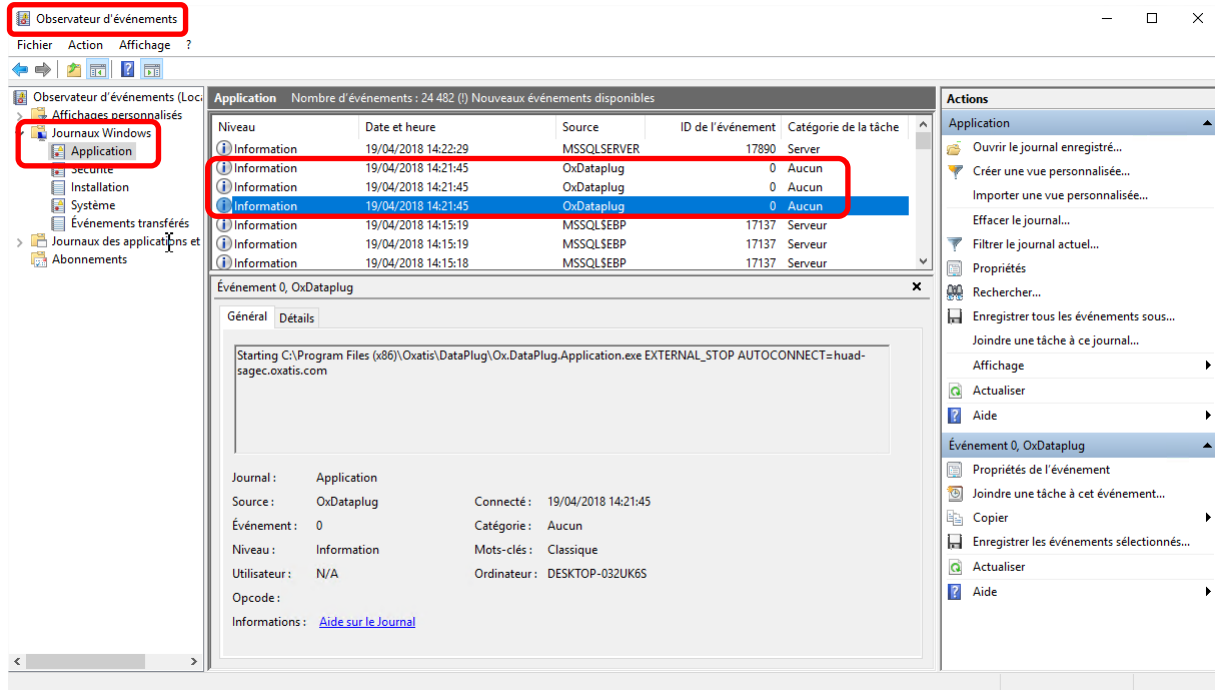 Observateur d'événements
Fichier Action Affichage ?
Observateur d'événements (Loca
Affichages personnalisés
Journaux Windows
Application
Sécurité
Installation
Système
Événements transférés
Journaux des applications et
Abonnements
Application Nombre d'événements : 24 482 (!) Nouveaux événements disponibles
Niveau Date et heure Source ID de l'événement Catégorie de la tâche
Information 19/04/2018 14:22:29 MSSQLSERVER 17890 Server
Information 19/04/2018 14:21:45 OxDataplug 0 Aucun
Information 19/04/2018 14:21:45 OxDataplug 0 Aucun
Information 19/04/2018 14:21:45 OxDataplug 0 Aucun
Information 19/04/2018 14:15:19 MSSQL$EBP 17137 Serveur
Information 19/04/2018 14:15:19 MSSQL$EBP 17137 Serveur
Information 19/04/2018 14:15:18 MSSQL$EBP 17137 Serveur
Événement 0, OxDataplug
Général Détails
Starting C:\Program Files (x86)\Oxatis\DataPlug\Ox.DataPlug.Application.exe EXTERNAL_STOP AUTOCONNECT=huad-
sagec.oxatis.com
Journal : Application
Source : OxDataplug Connecté : 19/04/2018 14:21:45
Événement : 0 Catégorie : Aucun
Niveau : Information Mots-clés : Classique
Utilisateur : N/A Ordinateur : DESKTOP-032UK6S
Opcode :
Informations : Aide sur le Journal
Actions
Application
Ouvrir le journal enregistré...
Créer une vue personnalisée...
Importer une vue personnalisée...
Effacer le journal...
Filtrer le journal actuel...
Propriétés
Rechercher...
Enregistrer tous les événements sous...
Joindre une tâche à ce journal...
Affichage
Actualiser
Aide
Événement 0, OxDataplug
Propriétés de l'événement
Joindre une tâche à cet événement...
Copier
Enregistrer les événements sélectionnés...
Actualiser
Aide